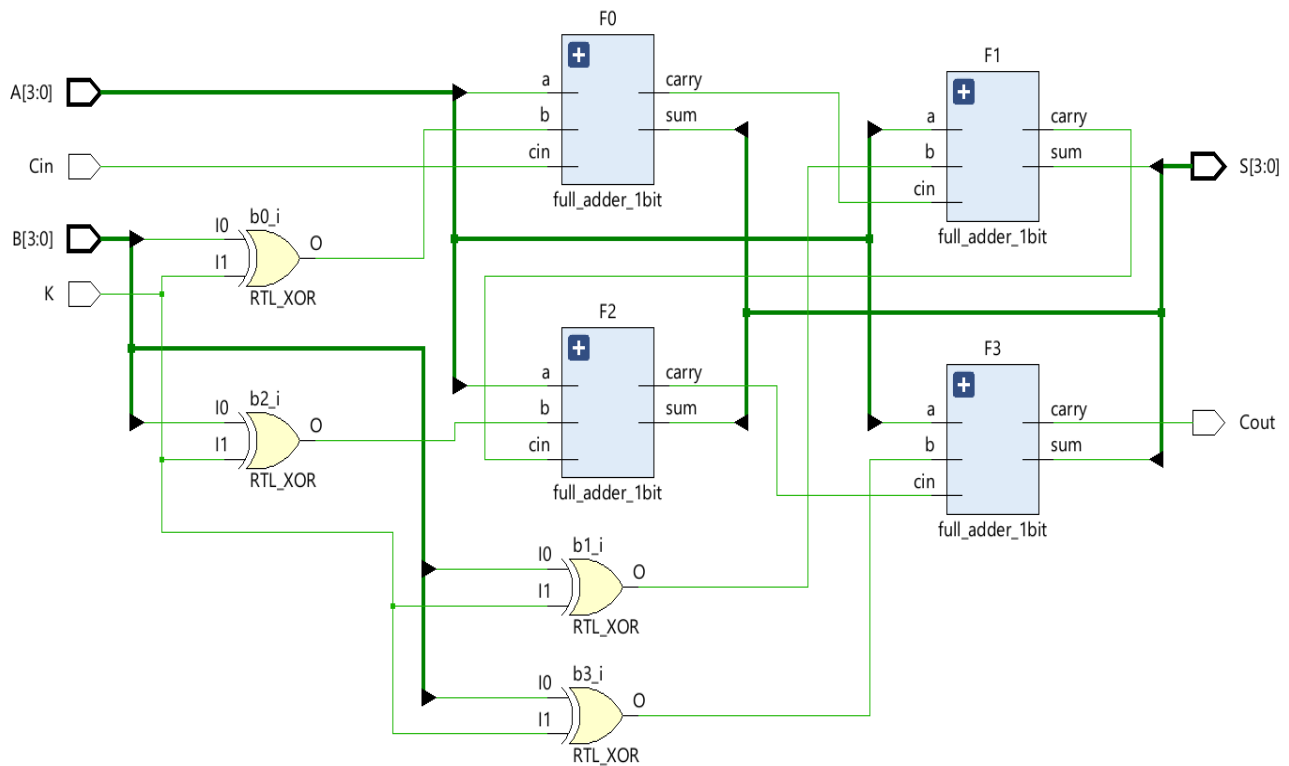 F0
a
b
cin
carry
sum
full_adder_1bit
F1
a
b
cin
carry
sum
full_adder_1bit
A[3:0]
Cin
B[3:0]
K
S[3:0]
b0_i
I0
I1
O
RTL_XOR
F2
a
b
cin
carry
sum
full_adder_1bit
F3
a
b
cin
carry
sum
full_adder_1bit
Cout
b2_i
I0
I1
O
RTL_XOR
b1_i
I0
I1
O
RTL_XOR
b3_i
I0
I1
O
RTL_XOR